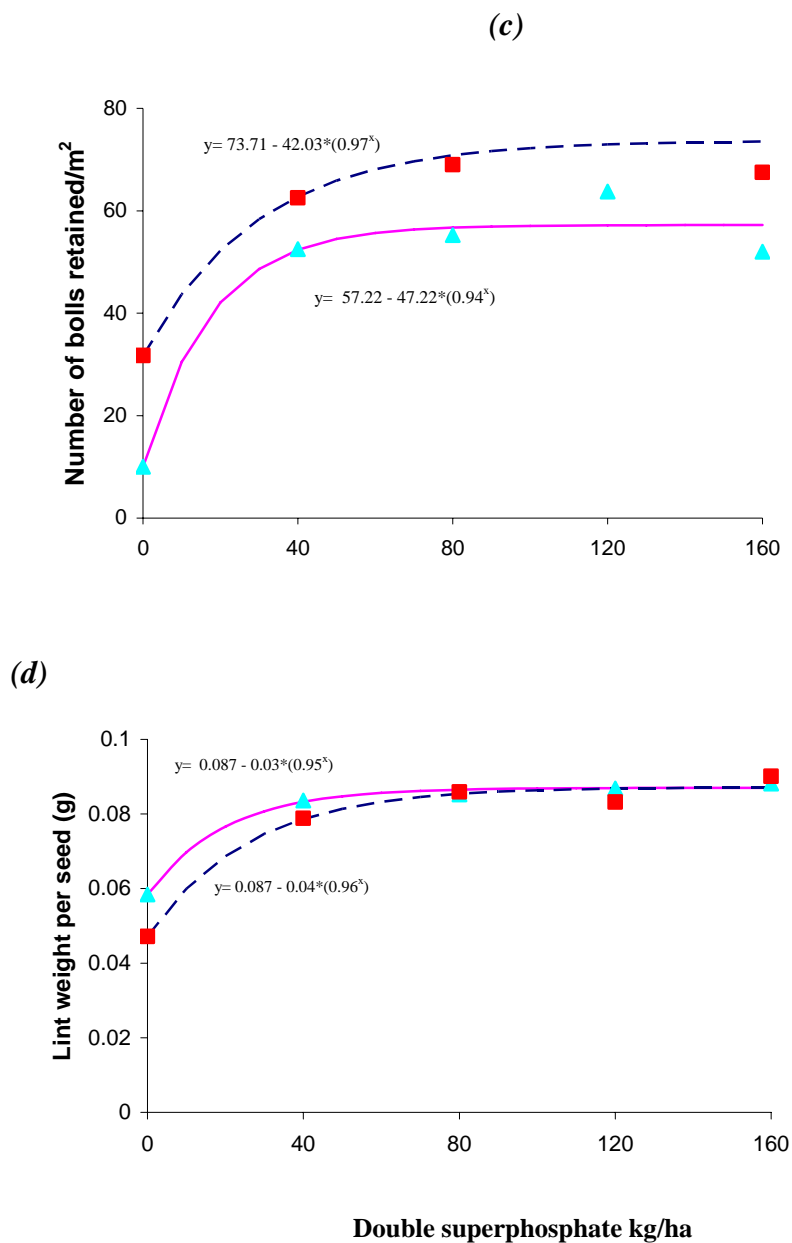 (c)
80
60
40
20
0
Number of bolls retained/m²
y= 73.71 - 42.03*(0.97ˣ)
y= 57.22 - 47.22*(0.94ˣ)
0 40 80 120 160
(d)
0.1
0.08
0.06
0.04
0.02
0
Lint weight per seed (g)
y= 0.087 - 0.03*(0.95ˣ)
y= 0.087 - 0.04*(0.96ˣ)
0 40 80 120 160
Double superphosphate kg/ha